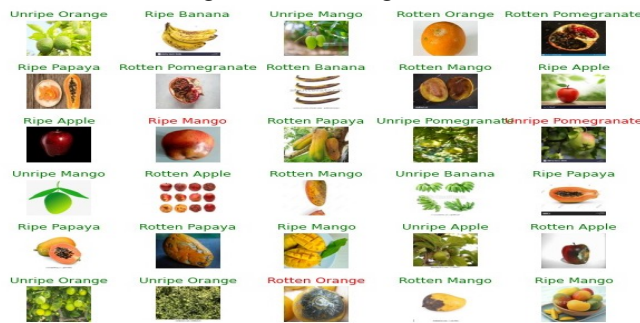 Unripe Orange Ripe Banana Unripe Mango Rotten Orange Rotten Pomegranate
Ripe Papaya Rotten Pomegranate Rotten Banana Rotten Mango Ripe Apple
Ripe Apple Ripe Mango Rotten Papaya Unripe Pomegranate Unripe Pomegranate
Unripe Mango Rotten Apple Rotten Mango Unripe Banana Ripe Papaya
Ripe Papaya Rotten Papaya Ripe Mango Unripe Apple Rotten Apple
Unripe Orange Unripe Orange Rotten Orange Rotten Mango Ripe Mango